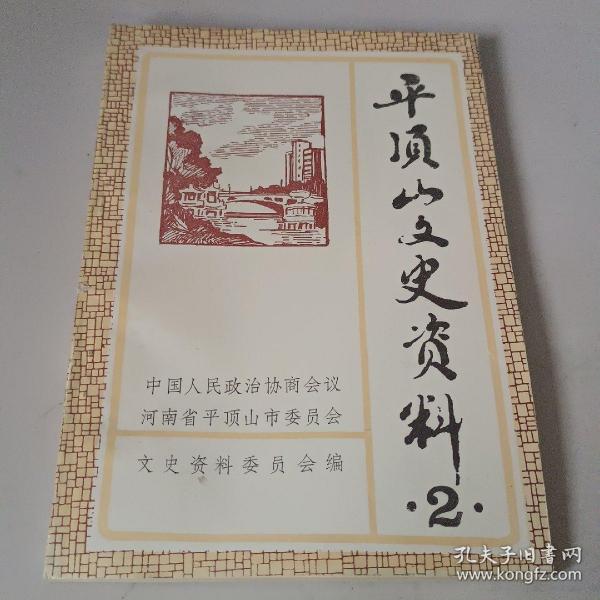 平顶山文史资料
·2·
中国人民政治协商会议
河南省平顶山市委员会
文史资料委员会编
孔夫子旧书网
www.kongfz.com